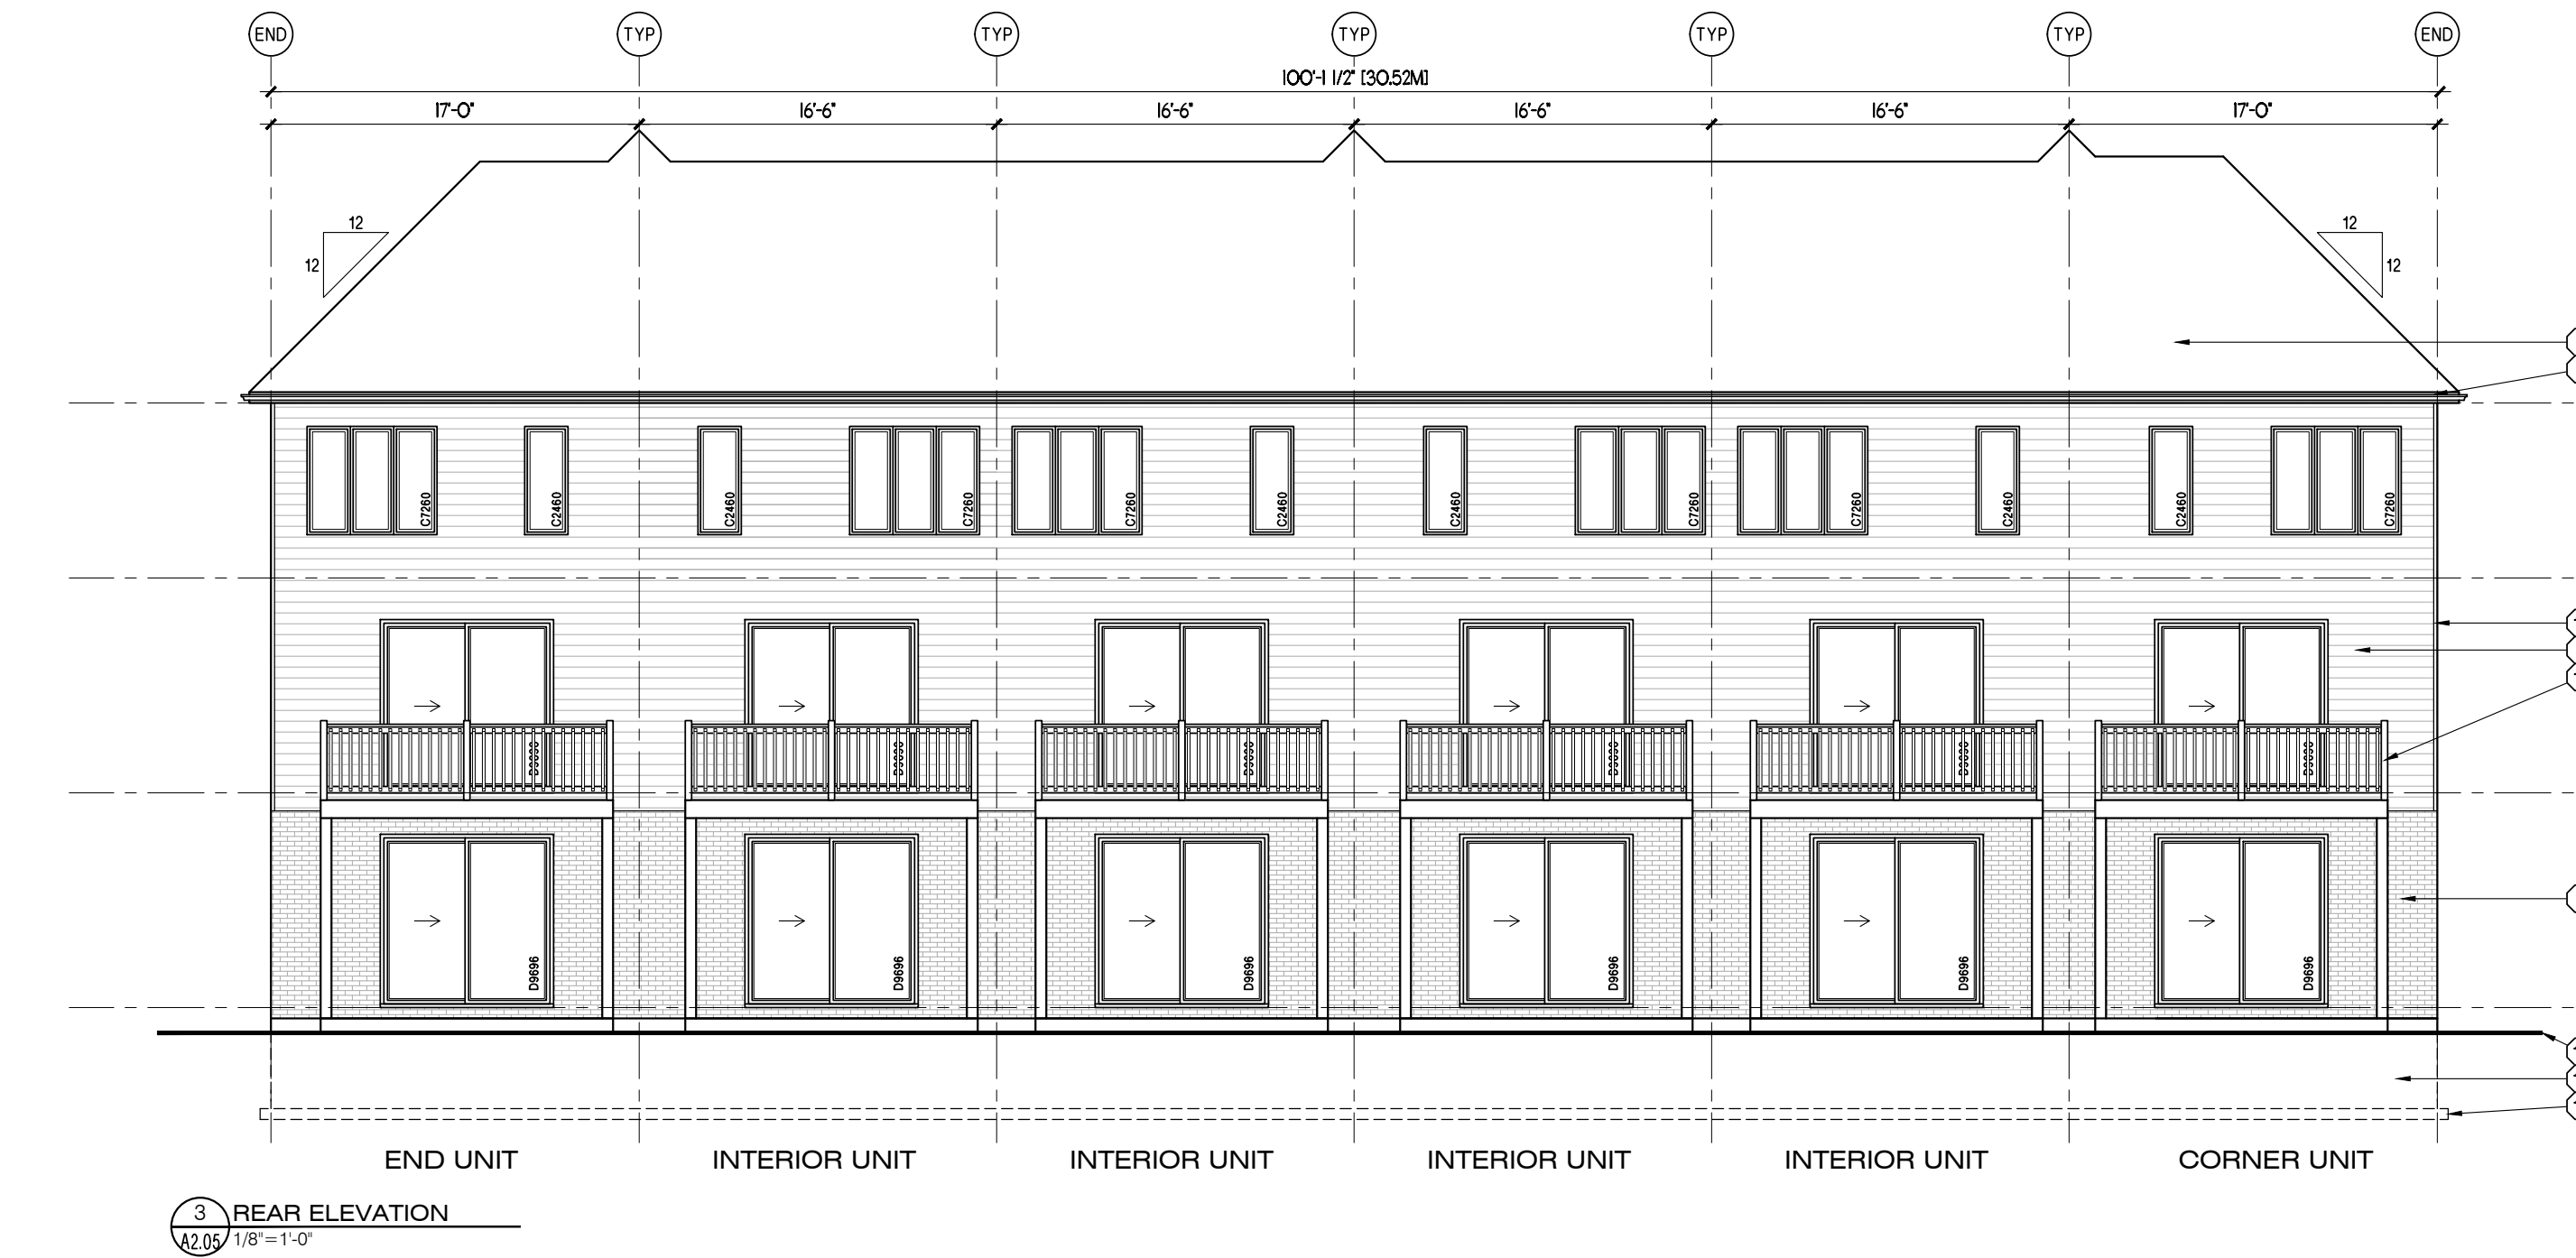 END TYP TYP TYP TYP TYP END
100'-1 1/2" [30.52M]
17'-0" 16'-6" 16'-6" 16'-6" 16'-6" 17'-0"
12 12
12 12
C7260 C2460 C2460 C7260 C7260 C2460 C2460 C7260 C7260 C2460 C2460 C7260
D9696 D9696 D9696 D9696 D9696 D9696
END UNIT INTERIOR UNIT INTERIOR UNIT INTERIOR UNIT INTERIOR UNIT CORNER UNIT
3 REAR ELEVATION
A2.05 1/8"=1'-0"